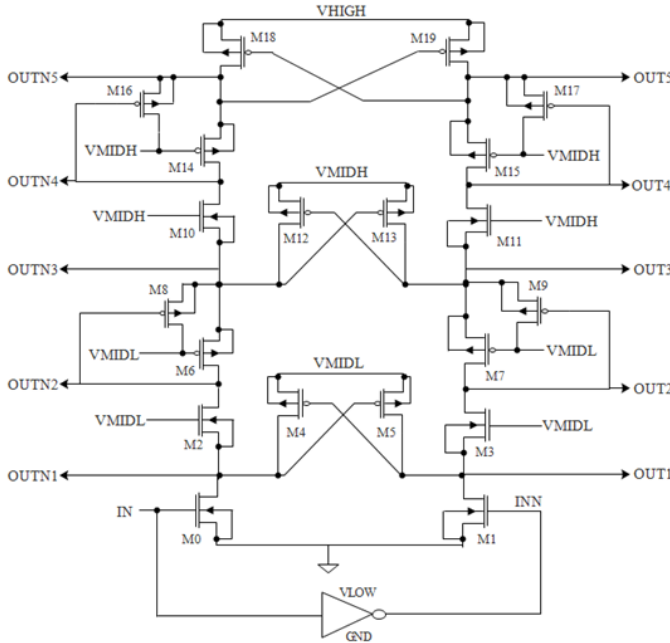 VHIGH
M18
M19
OUTN5
OUT5
M16
M17
VMIDH
M14
VMIDH
M15
OUTN4
OUT4
VMIDH
VMIDH
M10
M12
M13
VMIDH
M11
OUTN3
OUT3
M8
M9
VMIDL
M6
VMIDL
VMIDL
M7
OUTN2
OUT2
VMIDL
M4
M5
VMIDL
M2
M3
OUTN1
OUT1
IN
INN
M0
M1
VLOW
GND